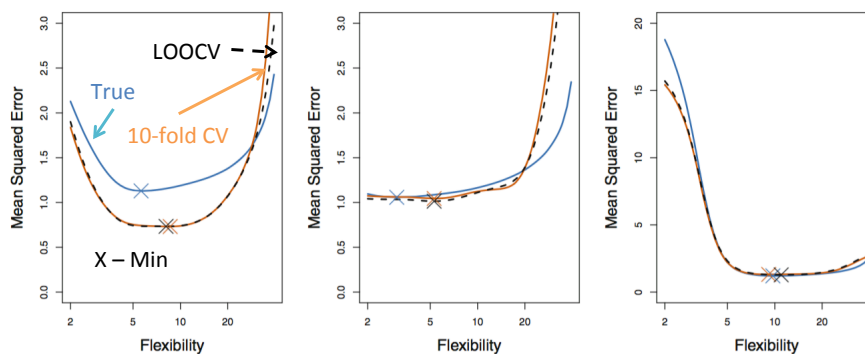 3.0
2.5
2.0
1.5
1.0
0.5
0.0
Mean Squared Error
LOOCV
True
10-fold CV
X – Min
2 5 10 20
Flexibility
3.0
2.5
2.0
1.5
1.0
0.5
0.0
Mean Squared Error
2 5 10 20
Flexibility
20
15
10
5
0
Mean Squared Error
2 5 10 20
Flexibility